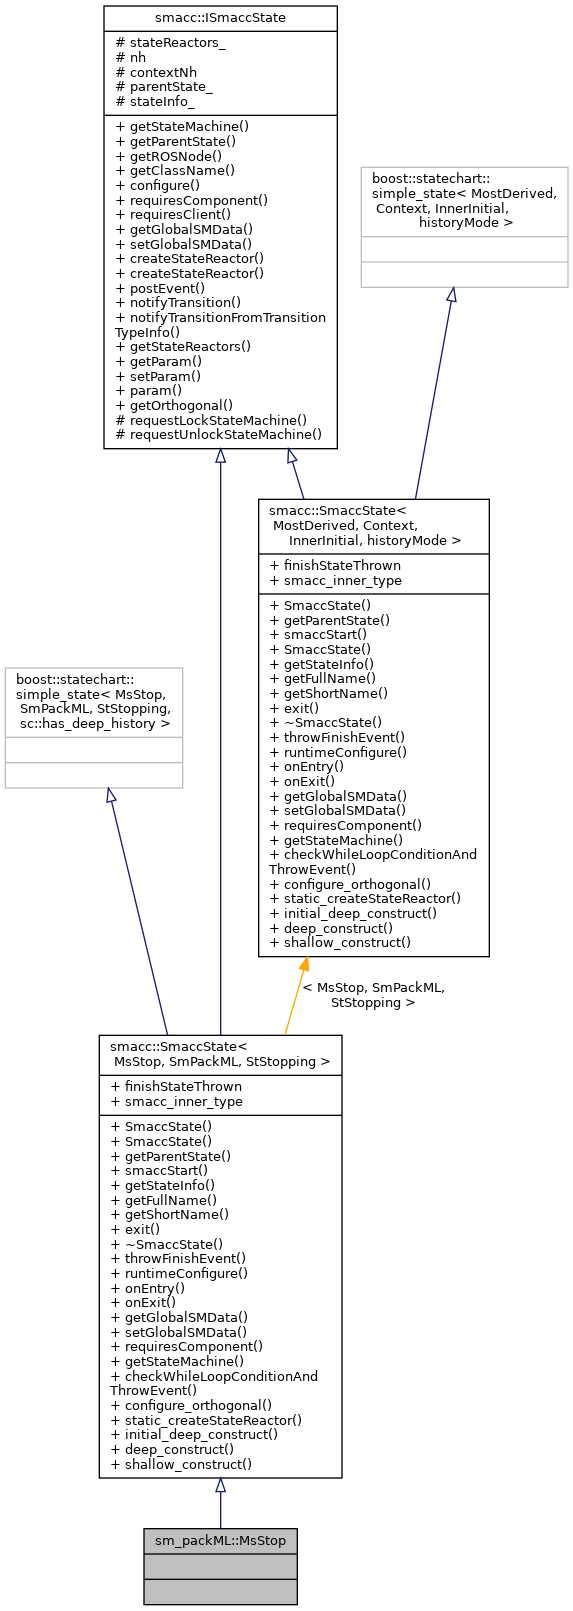 smacc::ISmaccState
# stateReactors_
# nh
# contextNh
# parentState_
# stateInfo_
+ getStateMachine()
+ getParentState()
+ getROSNode()
+ getClassName()
+ configure()
+ requiresComponent()
+ requiresClient()
+ getGlobalSMData()
+ setGlobalSMData()
+ createStateReactor()
+ createStateReactor()
+ postEvent()
+ notifyTransition()
+ notifyTransitionFromTransition
TypeInfo()
+ getStateReactors()
+ getParam()
+ setParam()
+ param()
+ getOrthogonal()
# requestLockStateMachine()
# requestUnlockStateMachine()
boost::statechart::
simple_state< MostDerived,
Context, InnerInitial,
historyMode >
smacc::SmaccState<
MostDerived, Context,
InnerInitial, historyMode >
+ finishStateThrown
+ smacc_inner_type
+ SmaccState()
+ getParentState()
+ smaccStart()
+ SmaccState()
+ getStateInfo()
+ getFullName()
+ getShortName()
+ exit()
+ ~SmaccState()
+ throwFinishEvent()
+ runtimeConfigure()
+ onEntry()
+ onExit()
+ getGlobalSMData()
+ setGlobalSMData()
+ requiresComponent()
+ getStateMachine()
+ checkWhileLoopConditionAnd
ThrowEvent()
+ configure_orthogonal()
+ static_createStateReactor()
+ initial_deep_construct()
+ deep_construct()
+ shallow_construct()
boost::statechart::
simple_state< MsStop,
SmPackML, StStopping,
sc::has_deep_history >
< MsStop, SmPackML,
StStopping >
smacc::SmaccState<
MsStop, SmPackML, StStopping >
+ finishStateThrown
+ smacc_inner_type
+ SmaccState()
+ SmaccState()
+ getParentState()
+ smaccStart()
+ getStateInfo()
+ getFullName()
+ getShortName()
+ exit()
+ ~SmaccState()
+ throwFinishEvent()
+ runtimeConfigure()
+ onEntry()
+ onExit()
+ getGlobalSMData()
+ setGlobalSMData()
+ requiresComponent()
+ getStateMachine()
+ checkWhileLoopConditionAnd
ThrowEvent()
+ configure_orthogonal()
+ static_createStateReactor()
+ initial_deep_construct()
+ deep_construct()
+ shallow_construct()
sm_packML::MsStop